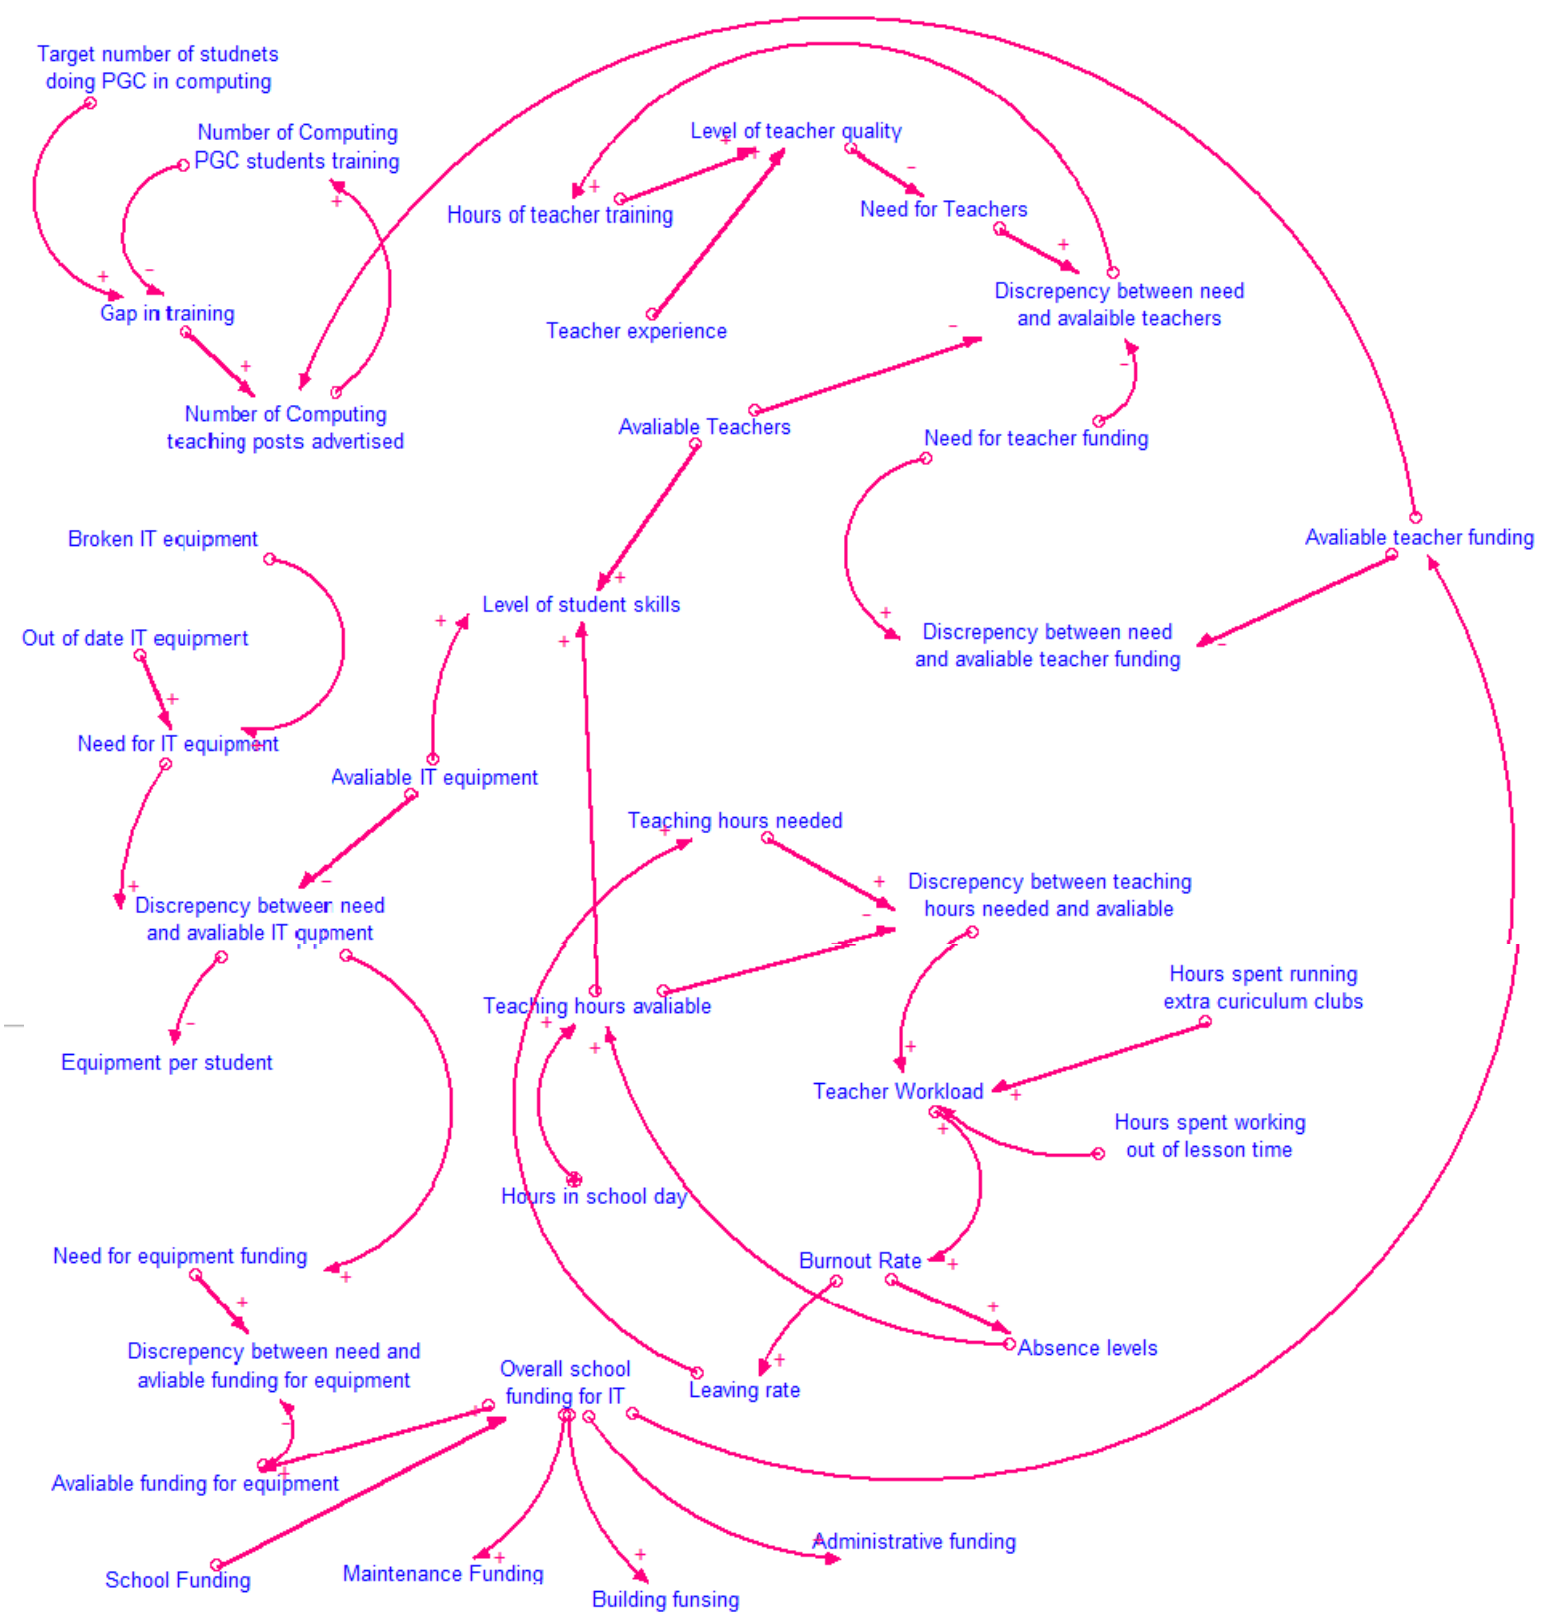 Target number of studnets
doing PGC in computing
Number of Computing
PGC students training
Level of teacher quality
Hours of teacher training
Need for Teachers
Gap in training
Teacher experience
Discrepency between need
and avalaible teachers
Number of Computing
teaching posts advertised
Avaliable Teachers
Need for teacher funding
Broken IT equipment
Avaliable teacher funding
Level of student skills
Out of date IT equipmert
Discrepency between need
and avaliable teacher funding
Need for IT equipment
Avaliable IT equipment
Teaching hours needed
Discrepency between need
and avaliable IT qupment
Discrepency between teaching
hours needed and avaliable
Teaching hours avaliable
Hours spent running
extra curiculum clubs
Equipment per student
Teacher Workload
Hours spent working
out of lesson time
Hours in school day
Need for equipment funding
Burnout Rate
Discrepency between need and
avliable funding for equipment
Absence levels
Overall school
funding for IT
Leaving rate
Avaliable funding for equipment
School Funding
Maintenance Funding
Administrative funding
Building funsing